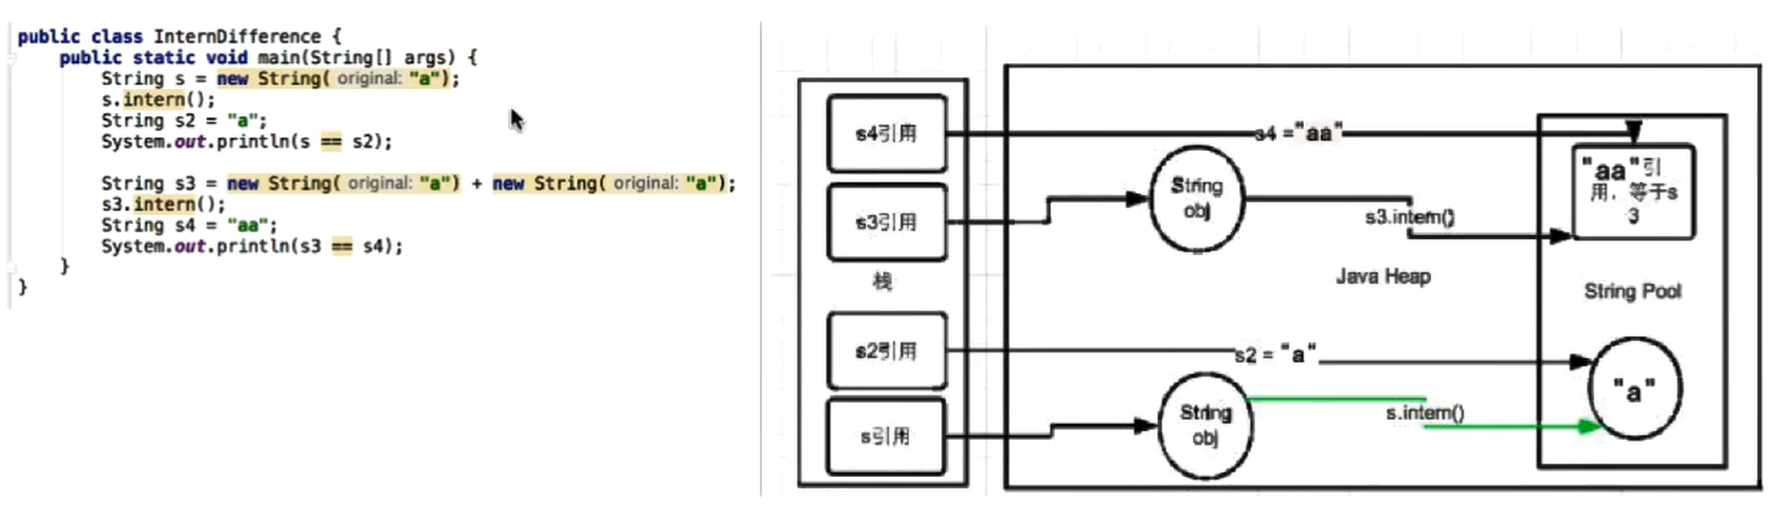 public class InternDifference {
public static void main(String[] args) {
String s = new String( original: "a");
s.intern();
String s2 = "a";
System.out.println(s == s2);
String s3 = new String( original: "a") + new String( original: "a");
s3.intern();
String s4 = "aa";
System.out.println(s3 == s4);
}
}
s4引用
s4 ="aa"
"aa"引
用，等于s
3
String
obj
s3引用
s3.intern()
栈
Java Heap
String Pool
s2引用
s2 = "a"
"a"
String
obj
s.intern()
s引用